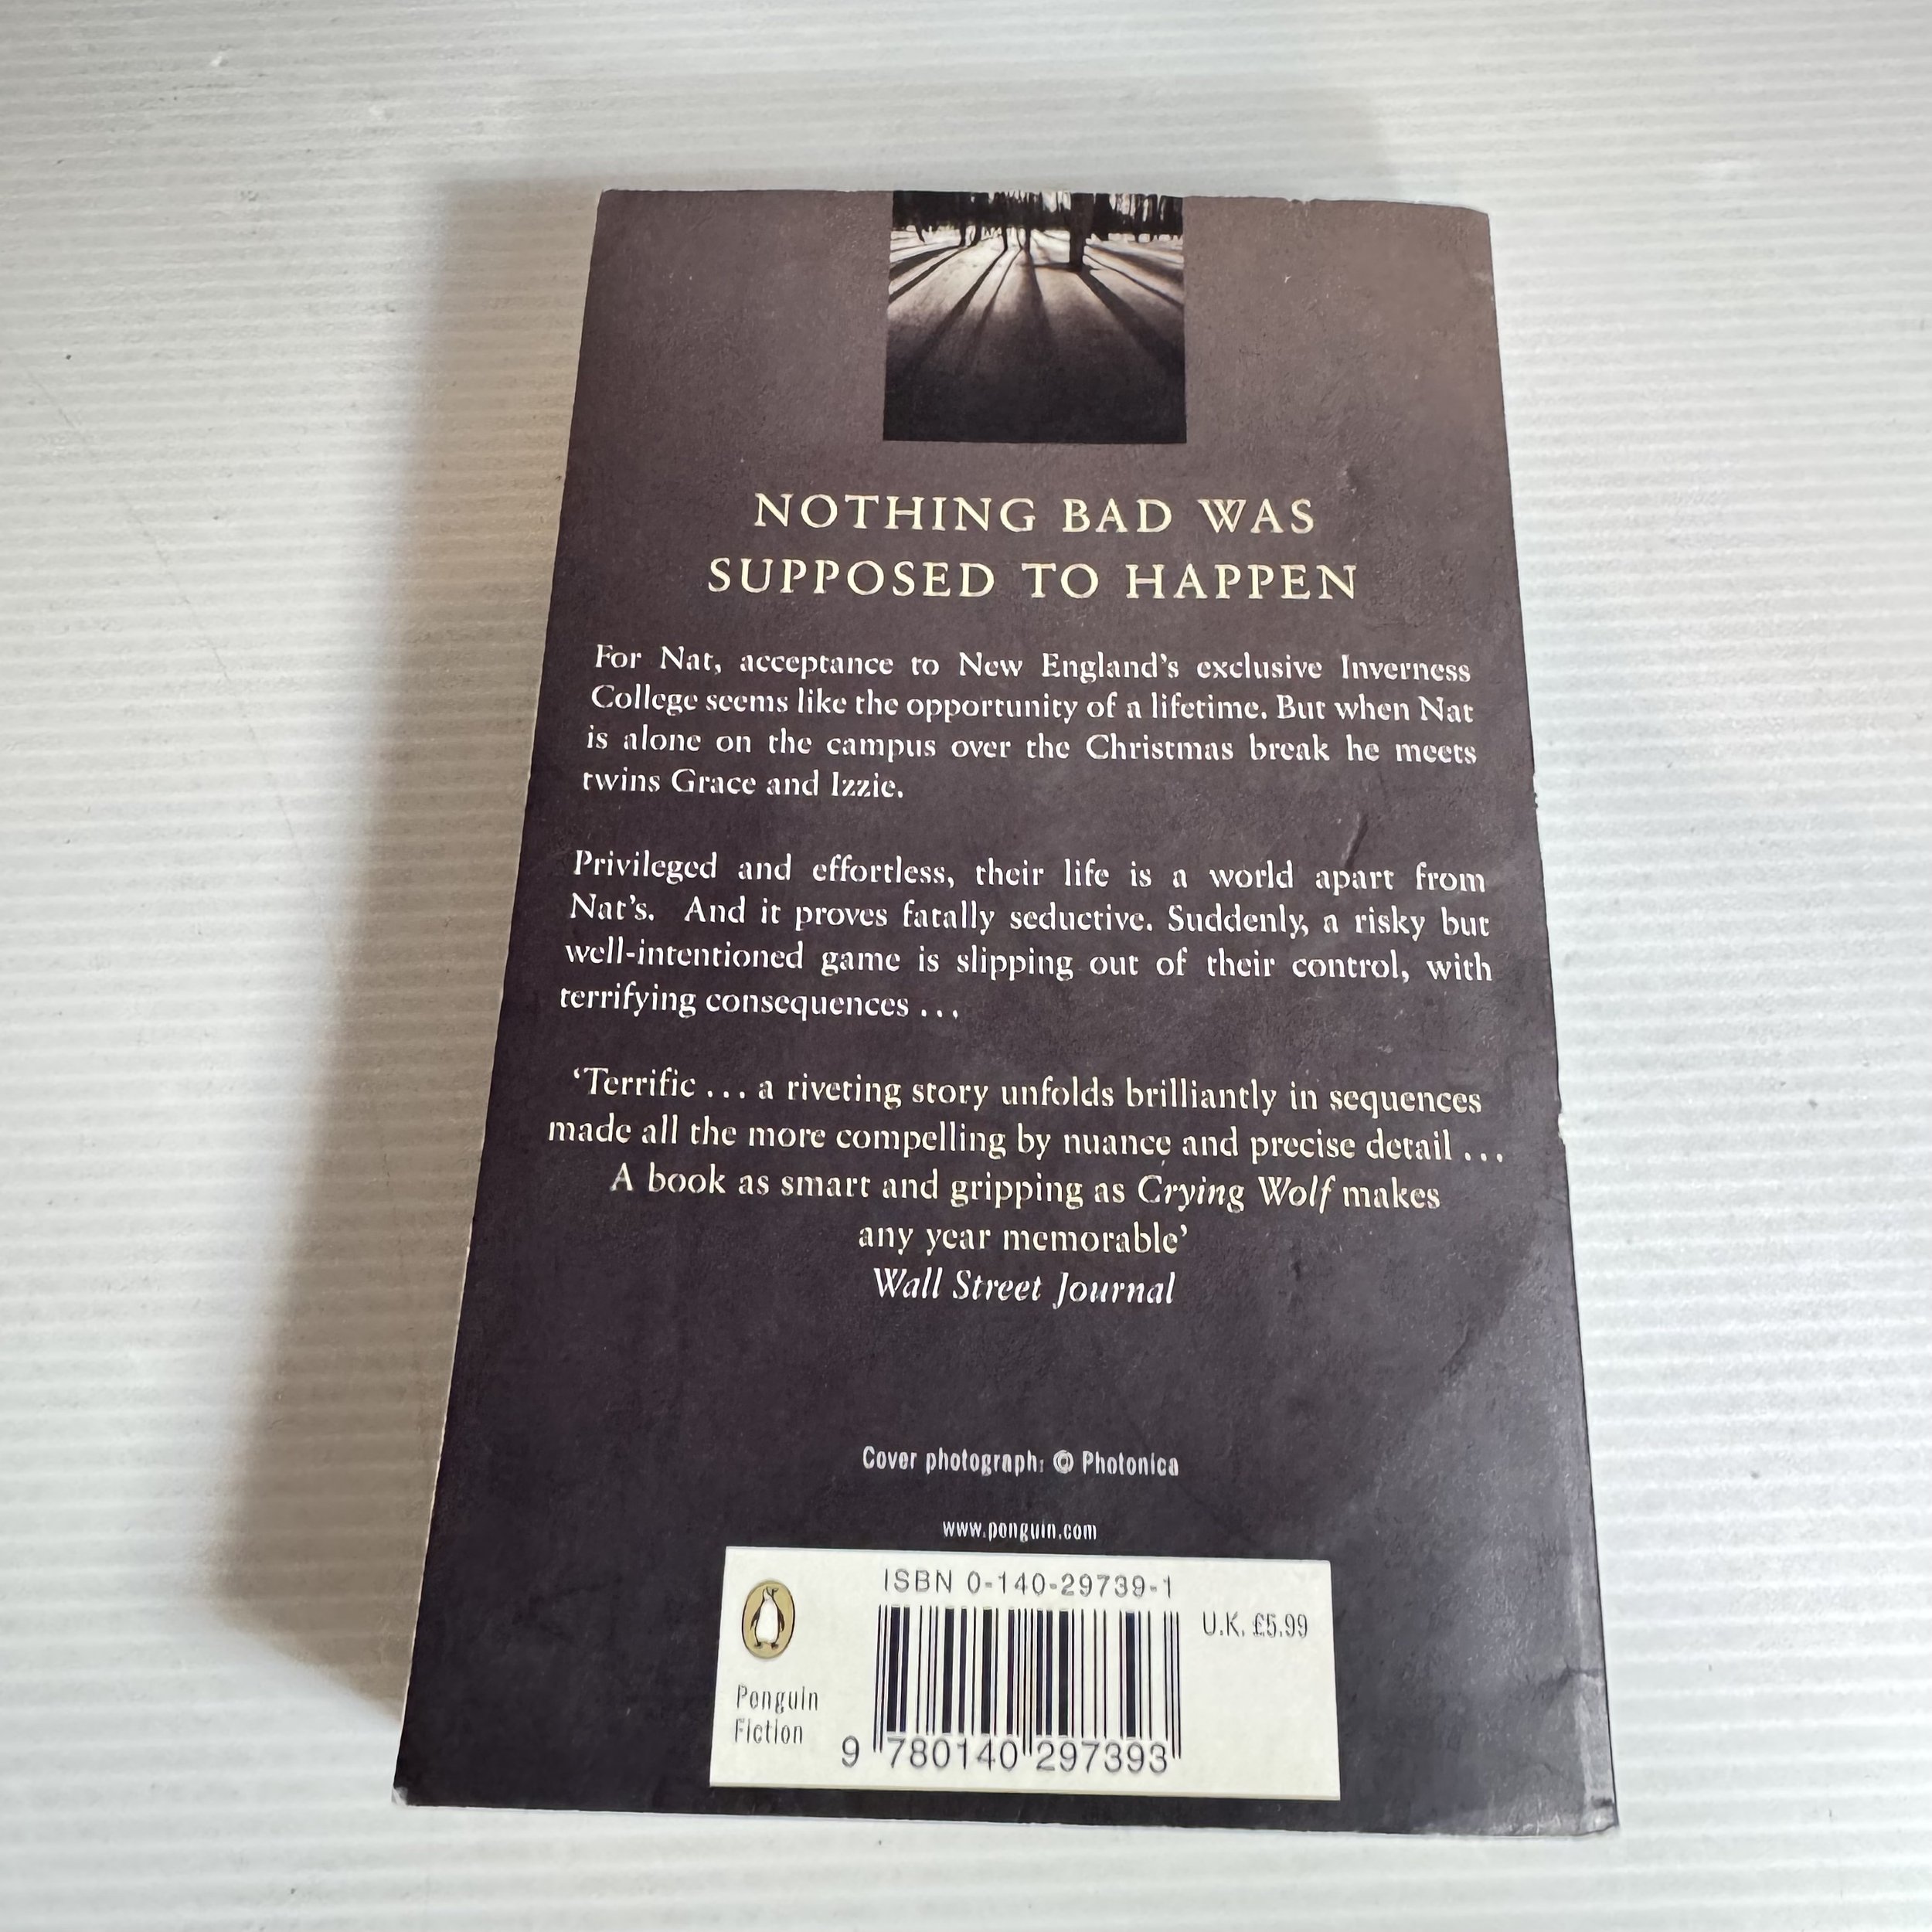 NOTHING BAD WAS
SUPPOSED TO HAPPEN
For Nat, acceptance to New England's exclusive Inverness
College seems like the opportunity of a lifetime. But when Nat
is alone on the campus over the Christmas break he meets
twins Grace and Izzie.
Privileged and effortless, their life is a world apart from
Nat's. And it proves fatally seductive. Suddenly, a risky but
well-intentioned game is slipping out of their control, with
terrifying consequences ...
'Terrific ... a riveting story unfolds brilliantly in sequences
made all the more compelling by nuance and precise detail ...
A book as smart and gripping as Crying Wolf makes
any year memorable'
Wall Street Journal
Cover photograph: © Photonica
www.penguin.com
ISBN 0-140-29739-1
U.K. £5.99
Penguin
Fiction
9 780140 297393